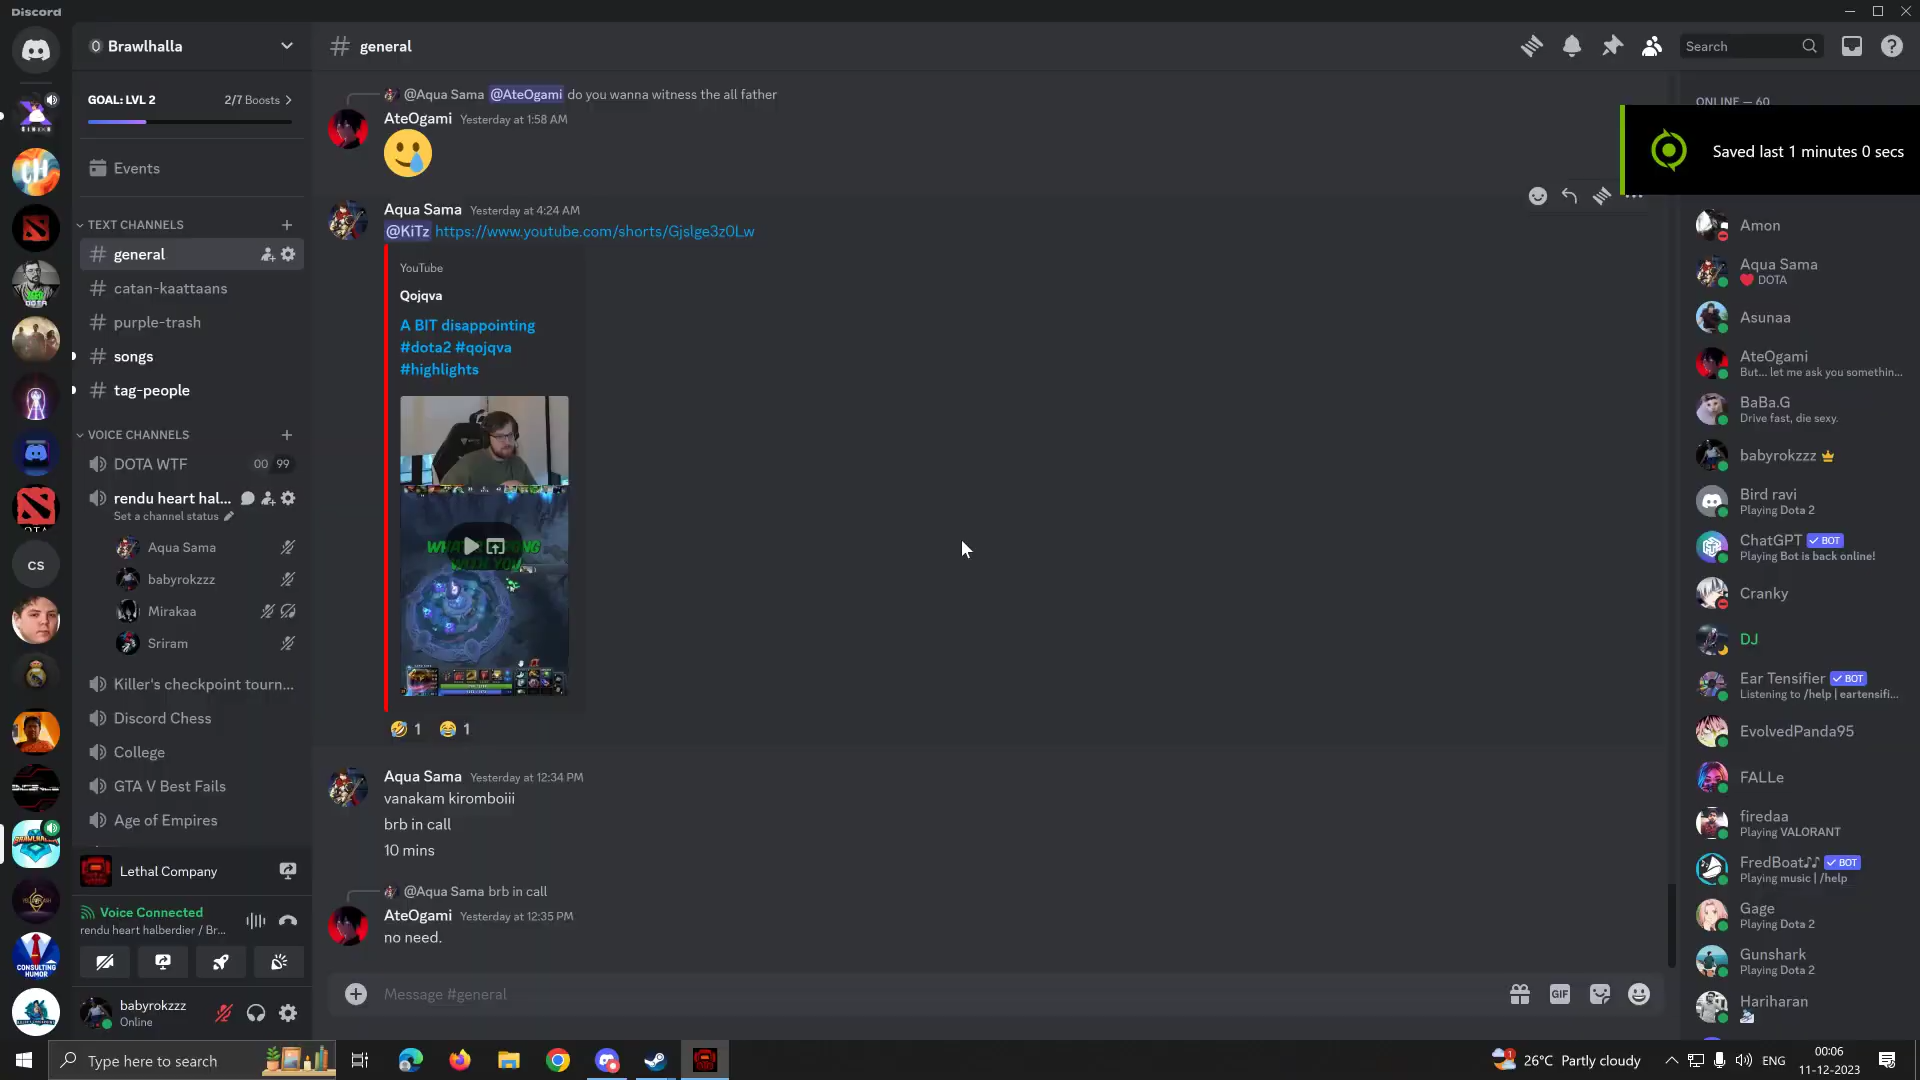 Discord
Brawlhalla
GOAL: LVL 2
2/7 Boosts
Events
TEXT CHANNELS
general
catan-kaattaans
purple-trash
songs
tag-people
VOICE CHANNELS
DOTA WTF 00 99
rendu heart hal...
Set a channel status
Aqua Sama
babyrokzzz
Mirakaa
Sriram
Killer's checkpoint tourn...
Discord Chess
College
GTA V Best Fails
Age of Empires
Lethal Company
Voice Connected
rendu heart halberdier / Br...
babyrokzzz
Online
CS
CONSULTING
HUMOR
# general
Search
@Aqua Sama @AteOgami do you wanna witness the all father
AteOgami Yesterday at 1:58 AM
Aqua Sama Yesterday at 4:24 AM
@KiTz https://www.youtube.com/shorts/Gjslge3z0Lw
YouTube
Qojqva
A BIT disappointing
#dota2 #qojqva
#highlights
WITH YOU
1 1
Aqua Sama Yesterday at 12:34 PM
vanakam kiromboiii
brb in call
10 mins
@Aqua Sama brb in call
AteOgami Yesterday at 12:35 PM
no need.
Message #general
GIF
ONLINE — 60
Saved last 1 minutes 0 secs
Amon
Aqua Sama
DOTA
Asunaa
AteOgami
But... let me ask you somethin...
BaBa.G
Drive fast, die sexy.
babyrokzzz
Bird ravi
Playing Dota 2
ChatGPT BOT
Playing Bot is back online!
Cranky
DJ
Ear Tensifier BOT
Listening to /help | eartensifi...
EvolvedPanda95
FALLe
firedaa
Playing VALORANT
FredBoat♪♪ BOT
Playing music | /help
Gage
Playing Dota 2
Gunshark
Playing Dota 2
Hariharan
Type here to search
26°C Partly cloudy
ENG
00:06
11-12-2023